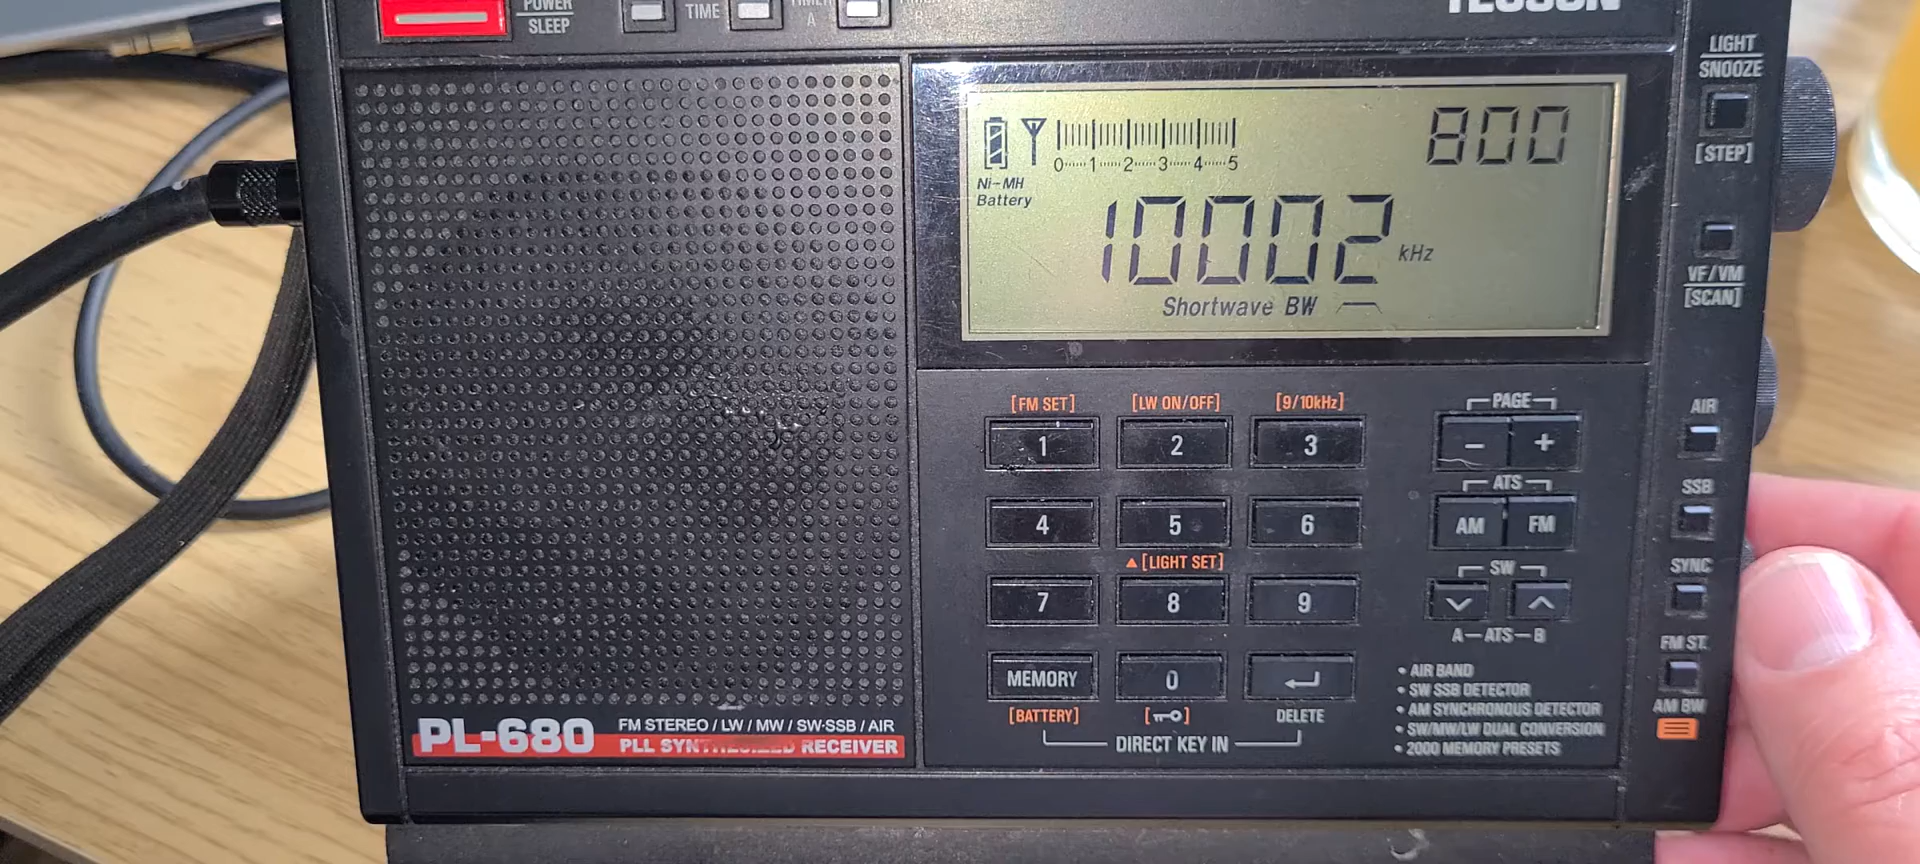 POWER
SLEEP
TIME
A
TECSUN
LIGHT
SNOOZE
[STEP]
800
0 1 2 3 4 5
Ni-MH
Battery
10002 kHz
Shortwave BW
VF/VM
[SCAN]
[FM SET] [LW ON/OFF] [9/10kHz]
PAGE
1 2 3
- +
AIR
ATS
4 5 6
AM FM
SSB
[LIGHT SET]
SW
7 8 9
A-ATS-B
SYNC
MEMORY 0
[BATTERY] DELETE
DIRECT KEY IN
• AIR BAND
• SW SSB DETECTOR
• AM SYNCHRONOUS DETECTOR
• SW/MW/LW DUAL CONVERSION
• 2000 MEMORY PRESETS
FM ST.
AM BW
PL-680
FM STEREO / LW / MW / SW-SSB / AIR
PLL SYNTHESIZED RECEIVER